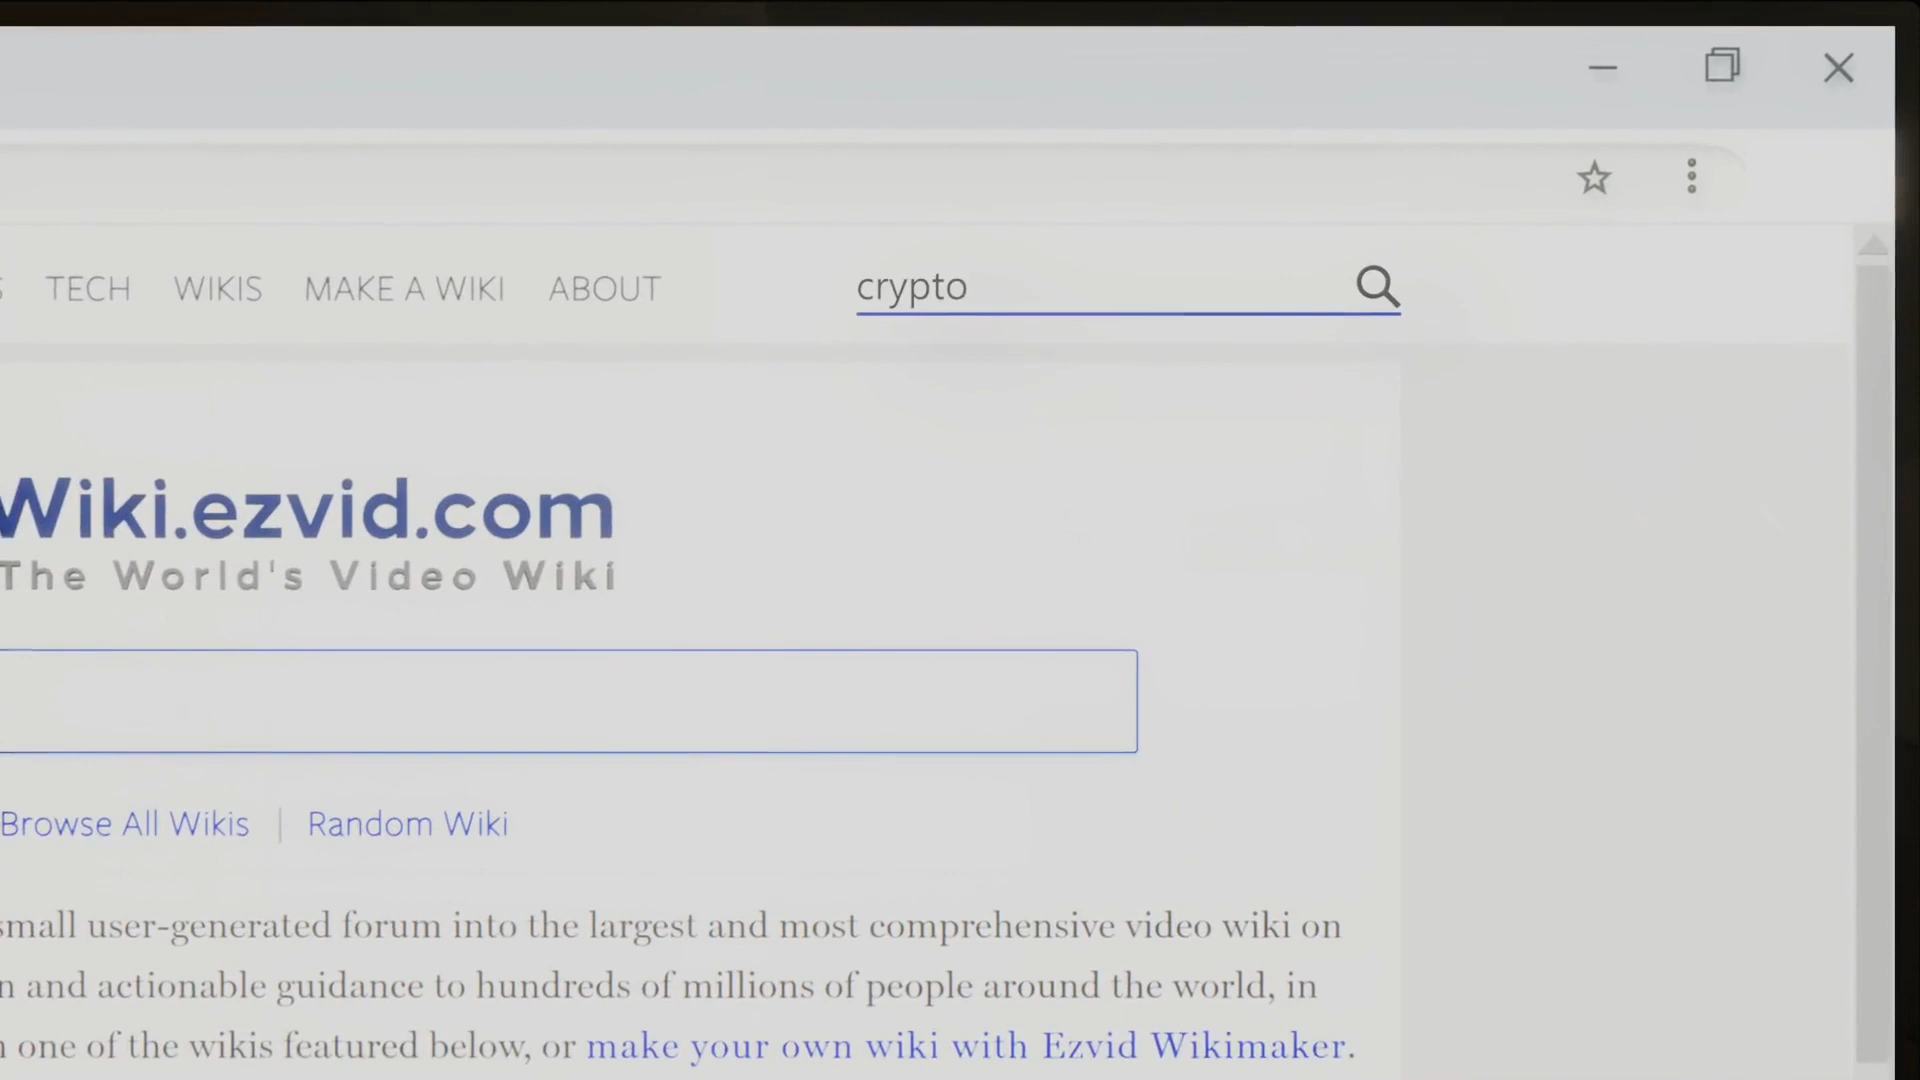 TECH WIKIS MAKE A WIKI ABOUT crypto
Wiki.ezvid.com
The World's Video Wiki
Browse All Wikis | Random Wiki
small user-generated forum into the largest and most comprehensive video wiki on
and actionable guidance to hundreds of millions of people around the world, in
one of the wikis featured below, or make your own wiki with Ezvid Wikimaker.